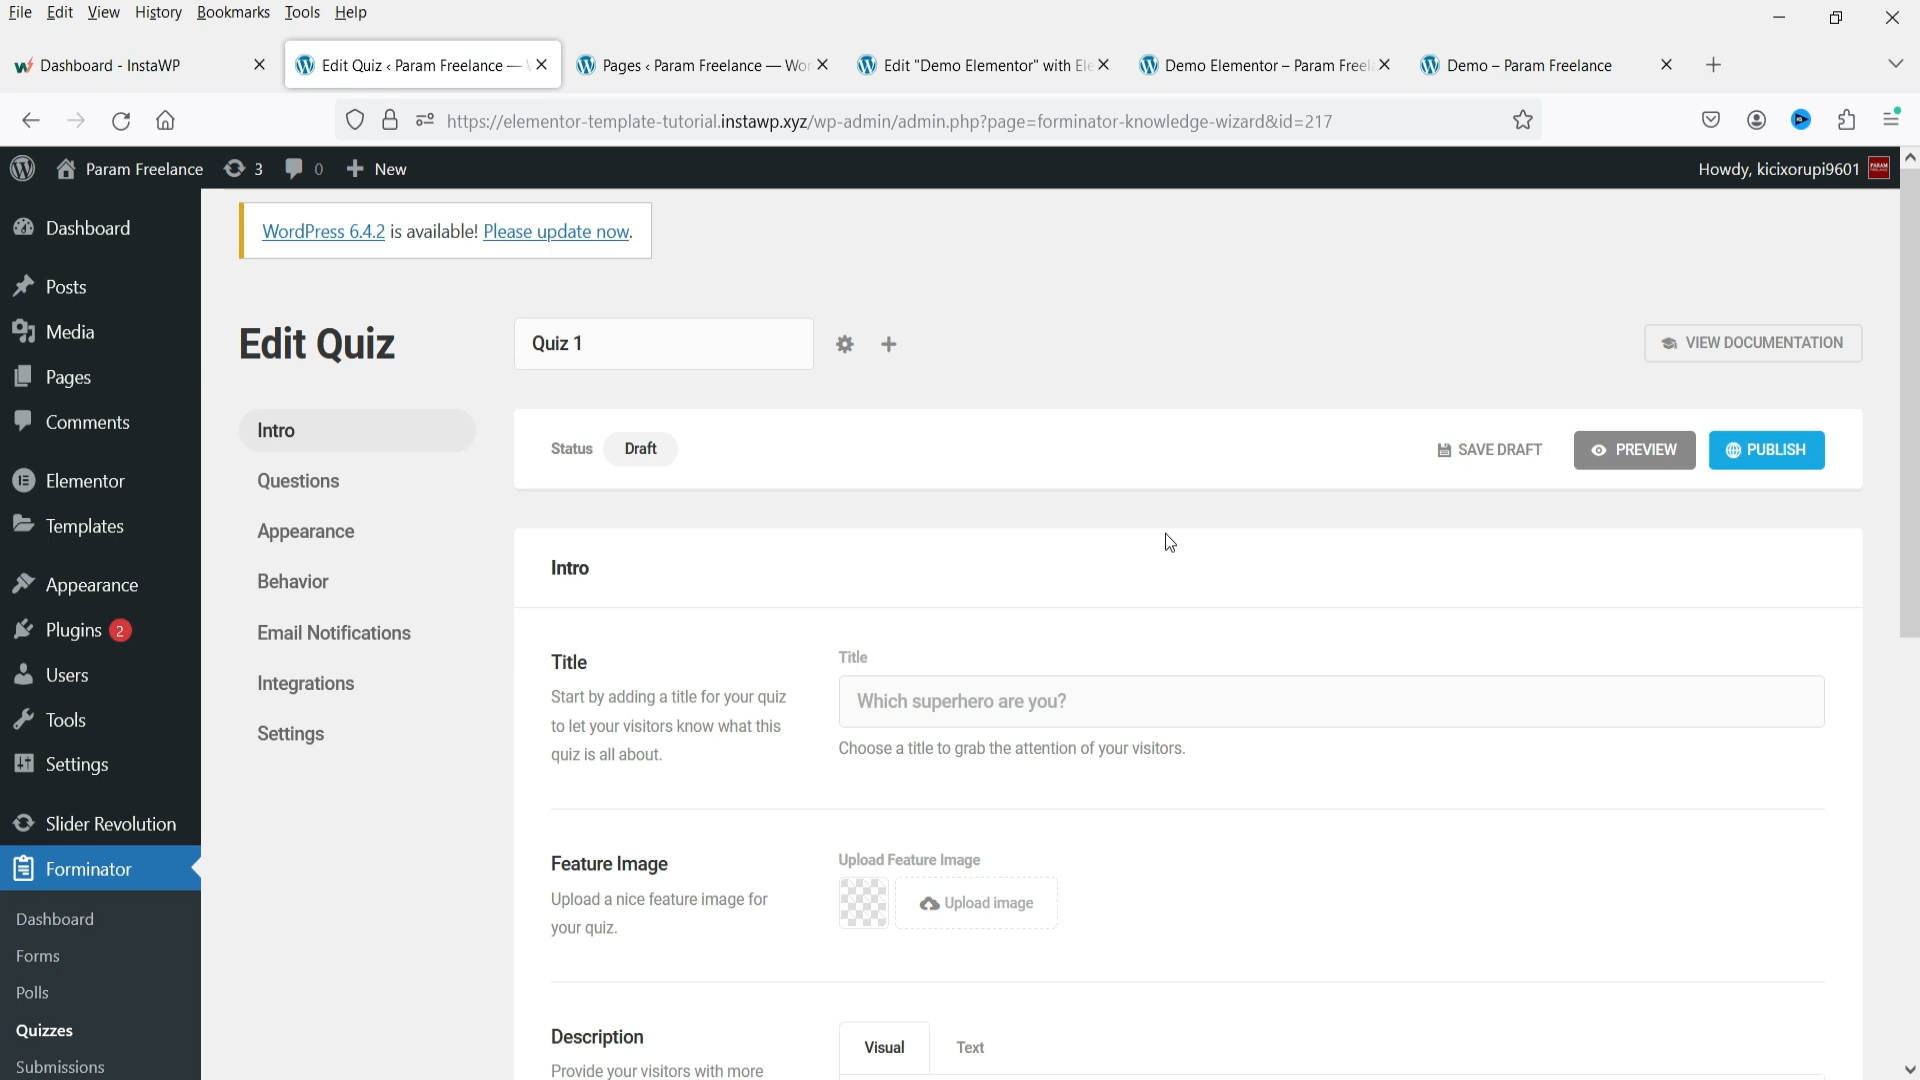 File Edit View History Bookmarks Tools Help
Dashboard - InstaWP
Edit Quiz ‹ Param Freelance —
Pages ‹ Param Freelance — Wor
Edit "Demo Elementor" with Ele
Demo Elementor – Param Freel
Demo – Param Freelance
https://elementor-template-tutorial.instawp.xyz/wp-admin/admin.php?page=forminator-knowledge-wizard&id=217
Param Freelance 3 0 New
Howdy, kicixorupi9601
Dashboard
Posts
Media
Pages
Comments
Elementor
Templates
Appearance
Plugins 2
Users
Tools
Settings
Slider Revolution
Forminator
Dashboard
Forms
Polls
Quizzes
Submissions
WordPress 6.4.2 is available! Please update now.
Edit Quiz
Quiz 1
VIEW DOCUMENTATION
Intro
Questions
Appearance
Behavior
Email Notifications
Integrations
Settings
Status Draft
SAVE DRAFT
PREVIEW
PUBLISH
Intro
Title
Start by adding a title for your quiz
to let your visitors know what this
quiz is all about.
Title
Which superhero are you?
Choose a title to grab the attention of your visitors.
Feature Image
Upload a nice feature image for
your quiz.
Upload Feature Image
Upload image
Description
Provide your visitors with more
Visual
Text